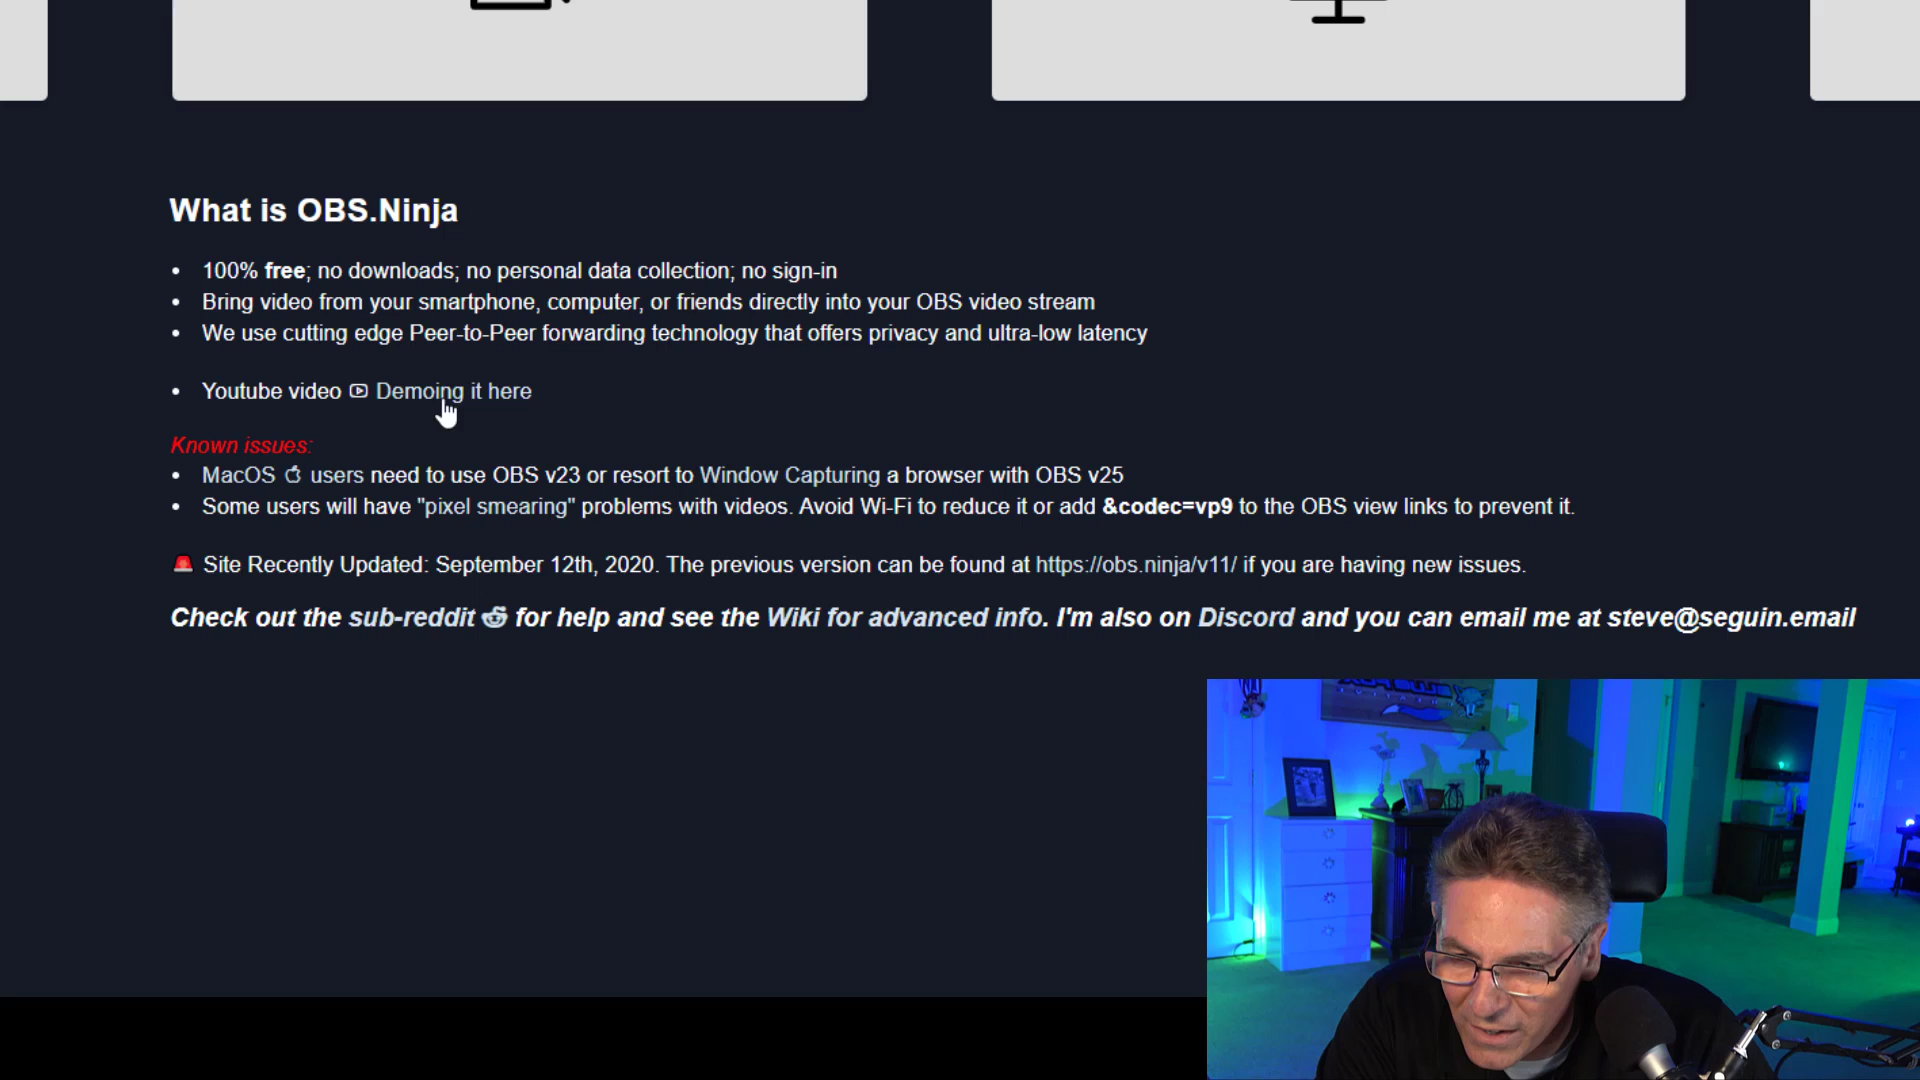 What is OBS.Ninja
• 100% free; no downloads; no personal data collection; no sign-in
• Bring video from your smartphone, computer, or friends directly into your OBS video stream
• We use cutting edge Peer-to-Peer forwarding technology that offers privacy and ultra-low latency
• Youtube video Demoing it here
Known issues:
• MacOS users need to use OBS v23 or resort to Window Capturing a browser with OBS v25
• Some users will have "pixel smearing" problems with videos. Avoid Wi-Fi to reduce it or add &codec=vp9 to the OBS view links to prevent it.
Site Recently Updated: September 12th, 2020. The previous version can be found at https://obs.ninja/v11/ if you are having new issues.
Check out the sub-reddit for help and see the Wiki for advanced info. I'm also on Discord and you can email me at steve@seguin.email